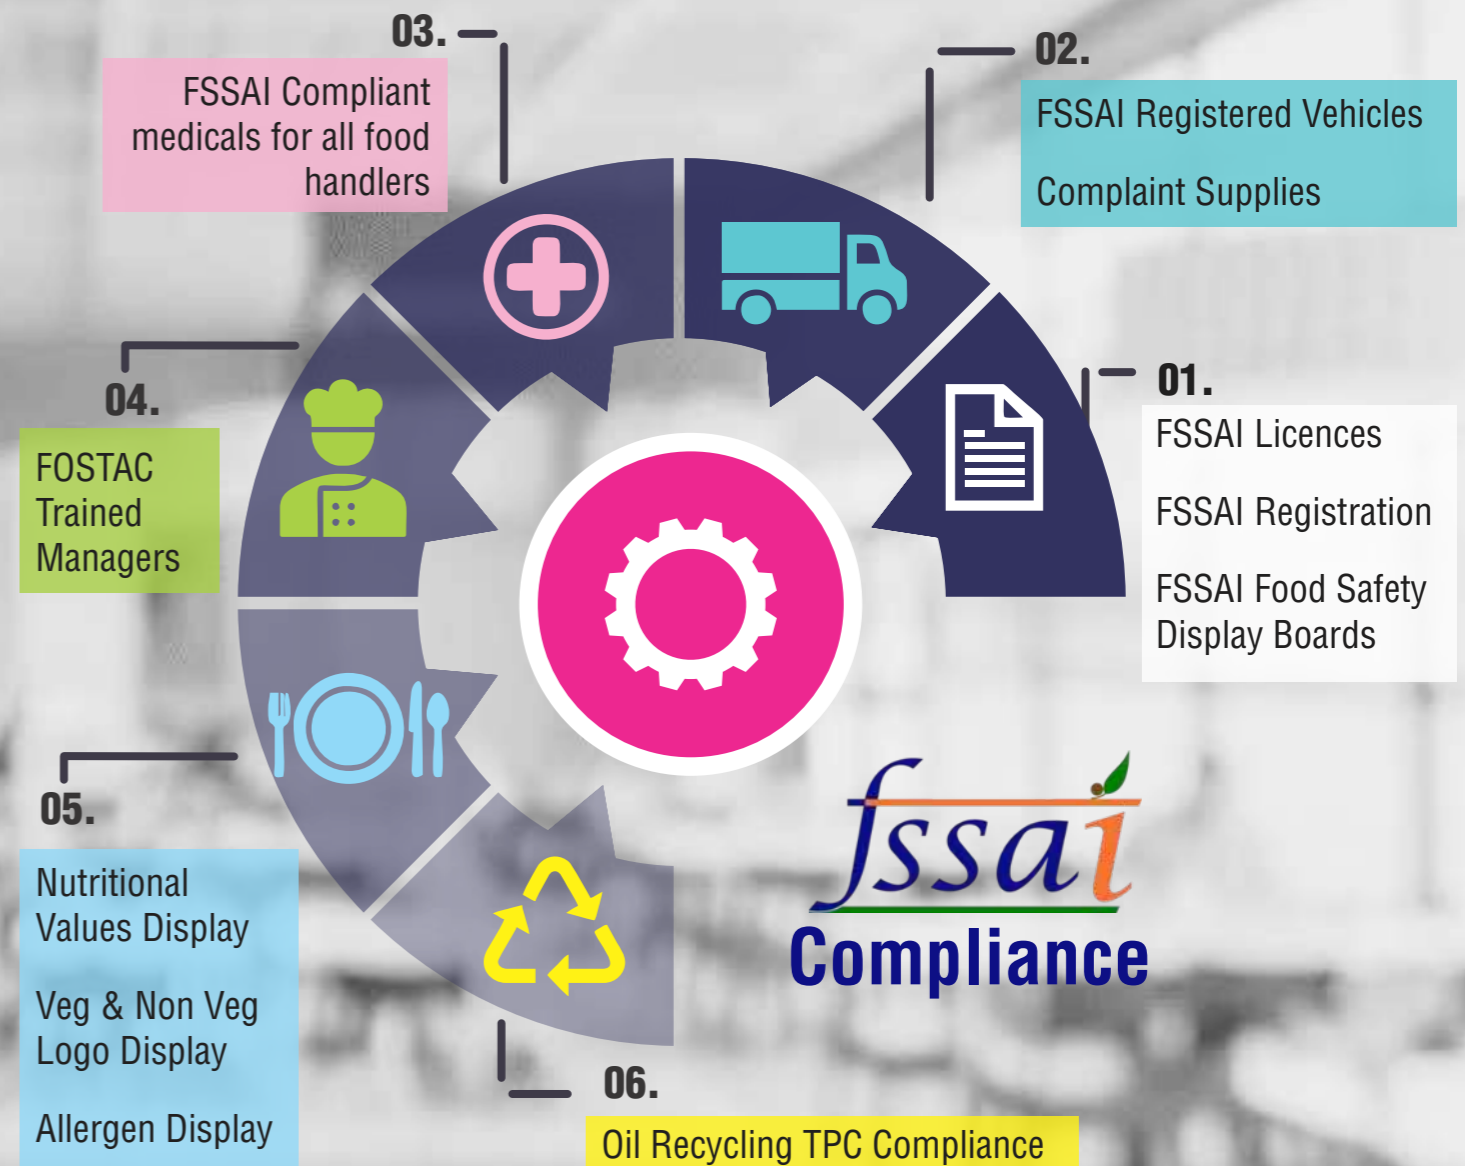 01.
FSSAI Licences
FSSAI Registration
FSSAI Food Safety
Display Boards
02.
FSSAI Registered Vehicles
Complaint Supplies
03.
FSSAI Compliant
medicals for all food
handlers
04.
FOSTAC
Trained
Managers
05.
Nutritional
Values Display
Veg & Non Veg
Logo Display
Allergen Display
06.
Oil Recycling TPC Compliance
fssai
Compliance